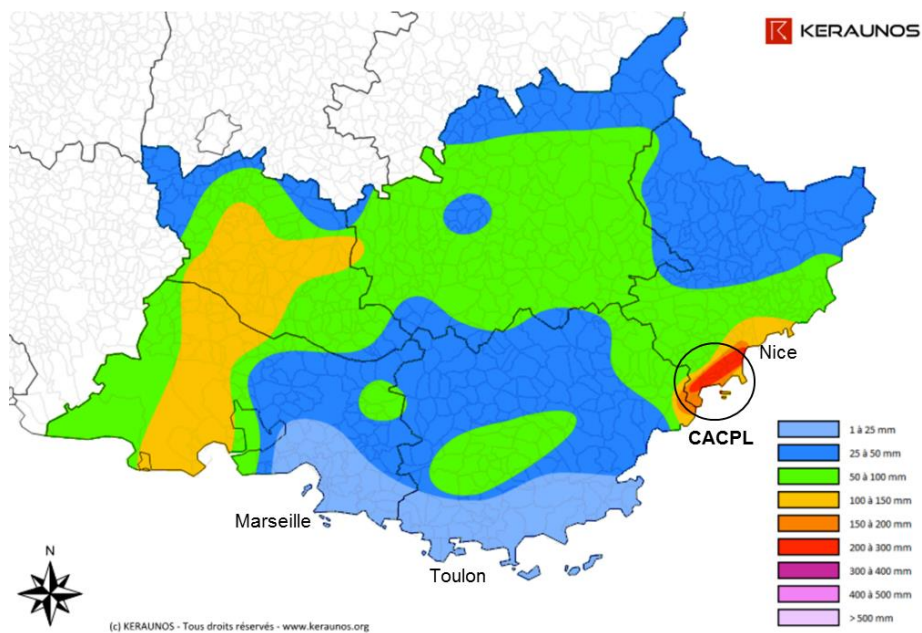 KERAUNOS
Nice
CACPL
1 à 25 mm
25 à 50 mm
50 à 100 mm
100 à 150 mm
150 à 200 mm
200 à 300 mm
300 à 400 mm
400 à 500 mm
> 500 mm
Marseille
Toulon
N
(c) KERAUNOS - Tous droits réservés - www.keraunos.org